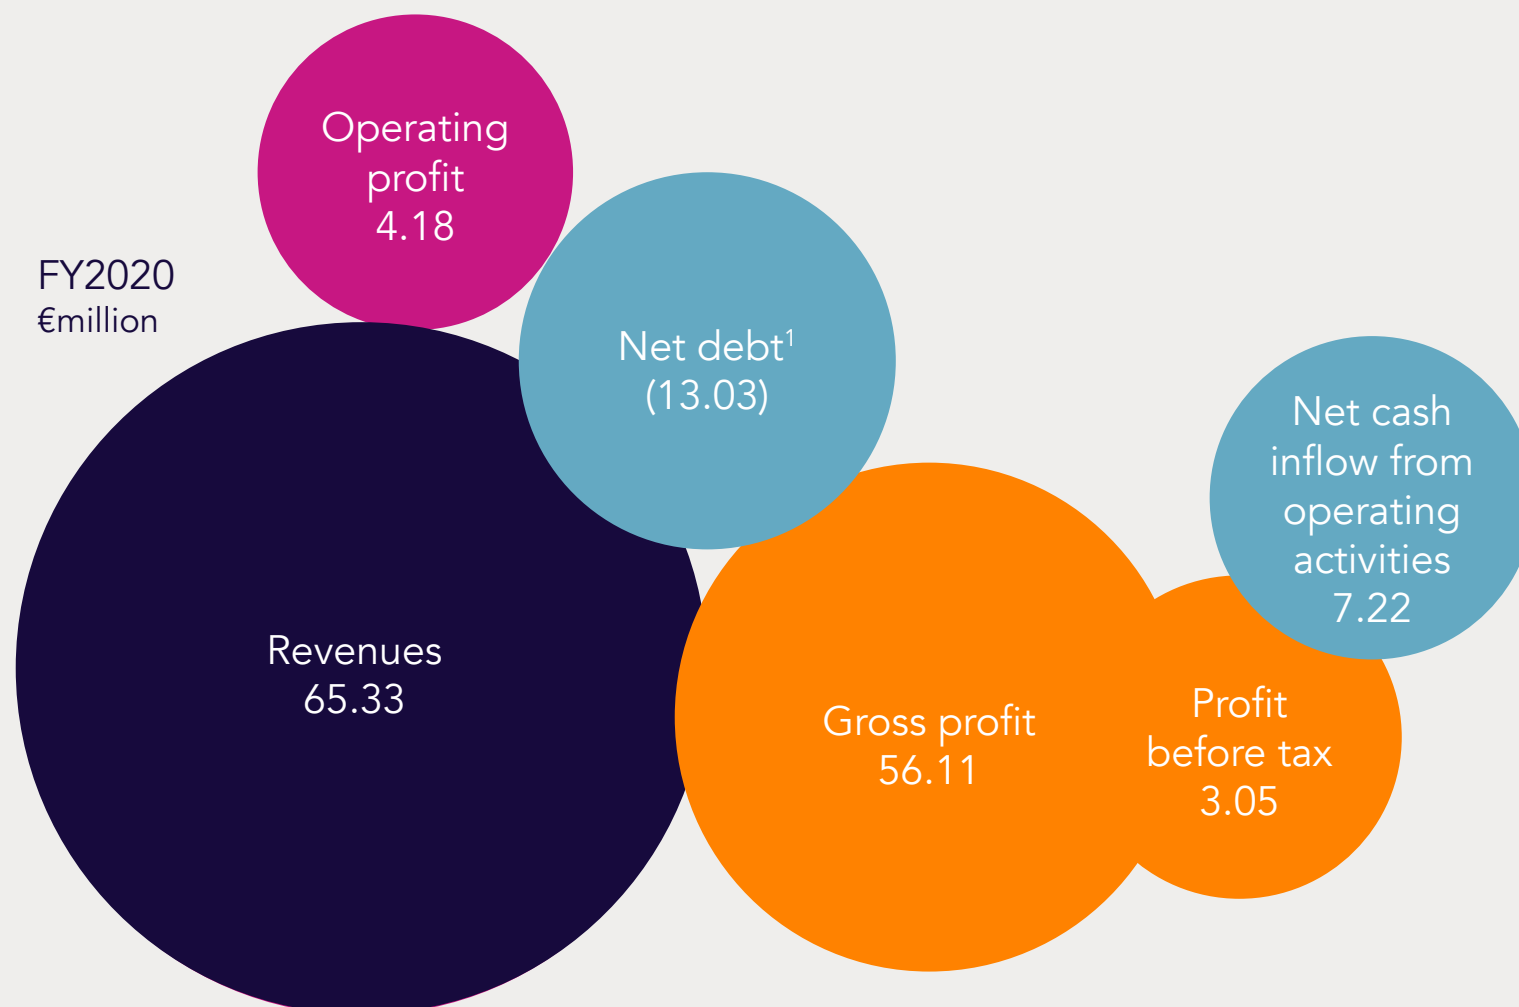 FY2020
€million
Operating
profit
4.18
Net debt¹
(13.03)
Net cash
inflow from
operating
activities
7.22
Revenues
65.33
Gross profit
56.11
Profit
before tax
3.05